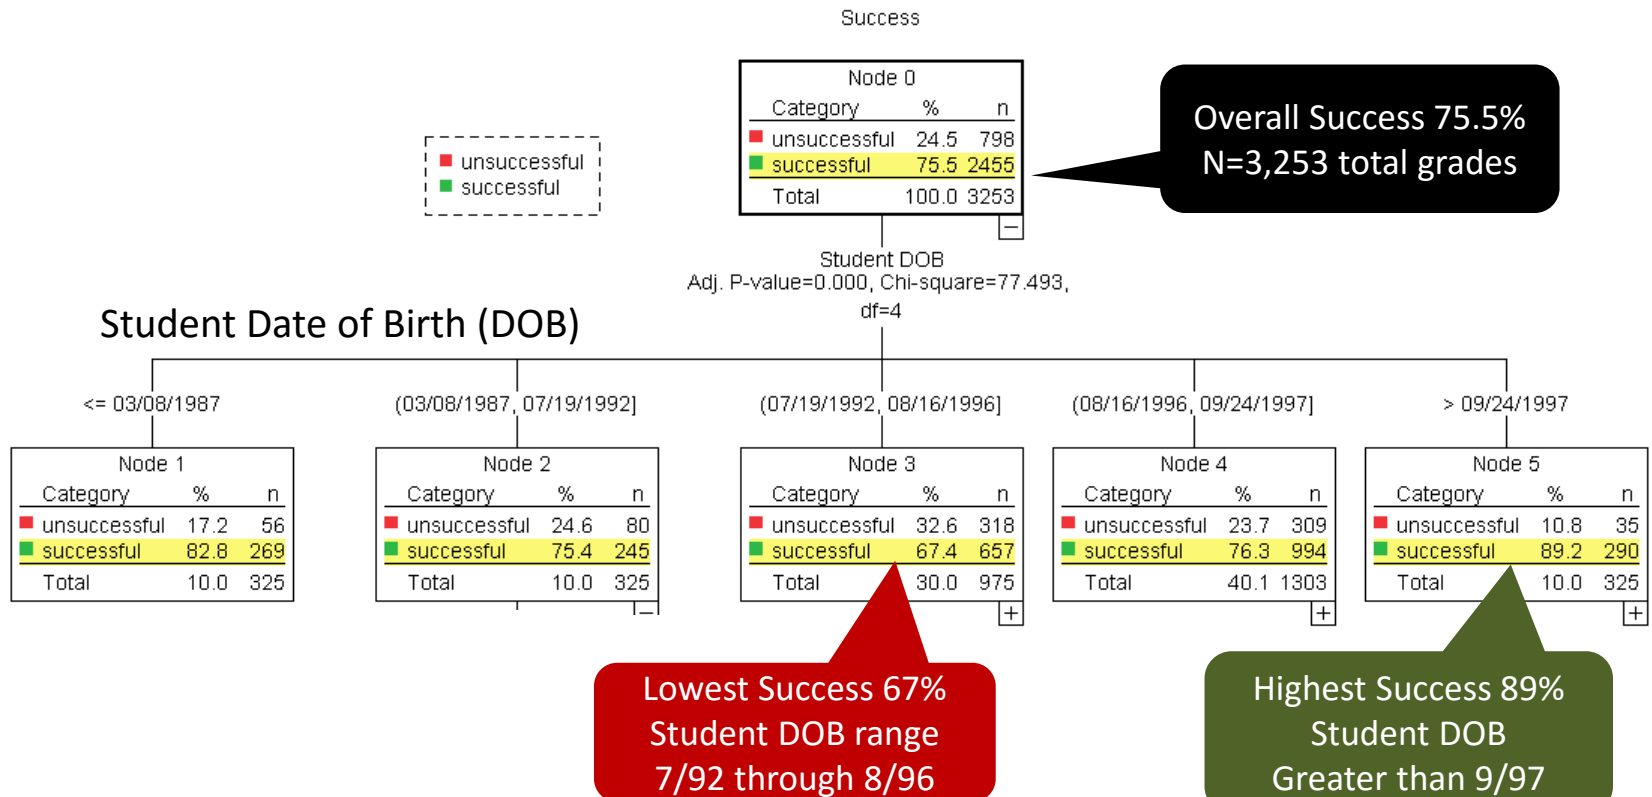 Success
Node 0
Category % n
unsuccessful 24.5 798
successful 75.5 2455
Total 100.0 3253
unsuccessful
successful
Overall Success 75.5%
N=3,253 total grades
Student DOB
Adj. P-value=0.000, Chi-square=77.493,
df=4
Student Date of Birth (DOB)
<= 03/08/1987
(03/08/1987, 07/19/1992]
(07/19/1992, 08/16/1996]
(08/16/1996, 09/24/1997]
> 09/24/1997
Node 1
Category % n
unsuccessful 17.2 56
successful 82.8 269
Total 10.0 325
Node 2
Category % n
unsuccessful 24.6 80
successful 75.4 245
Total 10.0 325
Node 3
Category % n
unsuccessful 32.6 318
successful 67.4 657
Total 30.0 975
Node 4
Category % n
unsuccessful 23.7 309
successful 76.3 994
Total 40.1 1303
Node 5
Category % n
unsuccessful 10.8 35
successful 89.2 290
Total 10.0 325
Lowest Success 67%
Student DOB range
7/92 through 8/96
Highest Success 89%
Student DOB
Greater than 9/97